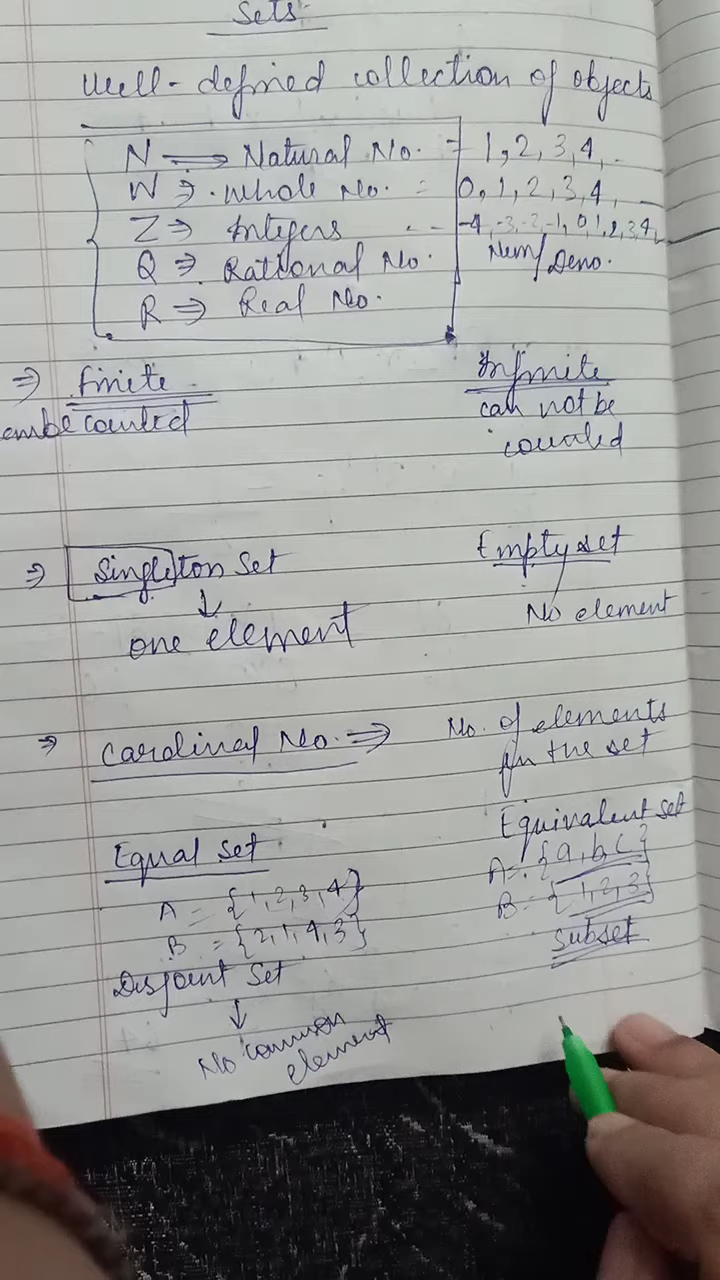 Sets
Well-defined collection of objects
N ⇒ Natural No. = 1, 2, 3, 4, ..
W ⇒ Whole No. = 0, 1, 2, 3, 4, _
Z ⇒ Integers .. -4, -3, -2, -1, 0, 1, 2, 3, 4,
Q ⇒ Rational No. Num/Deno.
R ⇒ Real No.
⇒ finite
can be counted
Infinite
can not be
counted
⇒ Singleton Set
↓
one element
Empty set
No element
⇒ Cardinal No. ⇒ No. of elements
in the set
Equal Set
A = {1, 2, 3, 4}
B = {2, 1, 4, 3}
Equivalent set
A = {a, b, c}
B = {1, 2, 3}
Disjoint Set
↓
No common
element
Subset